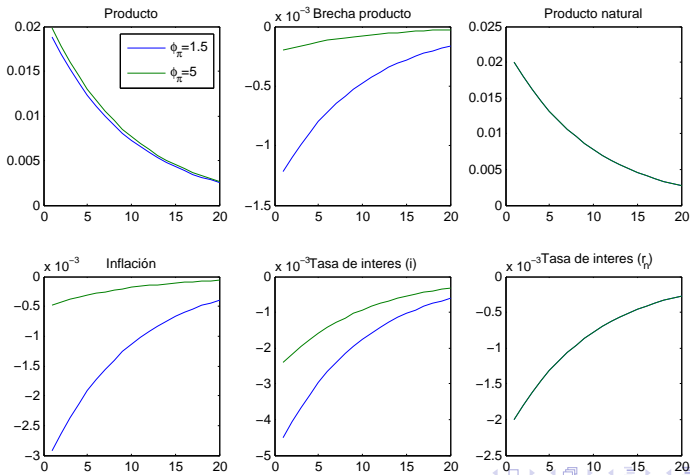 Producto
0.02
0.015
0.01
0.005
0
0 5 10 15 20
ϕπ=1.5
ϕπ=5
x 10⁻³ Brecha producto
0
−0.5
−1
−1.5
0 5 10 15 20
Producto natural
0.025
0.02
0.015
0.01
0.005
0
0 5 10 15 20
x 10⁻³ Inflación
0
−0.5
−1
−1.5
−2
−2.5
−3
0 5 10 15 20
x 10⁻³Tasa de interes (i)
0
−1
−2
−3
−4
−5
0 5 10 15 20
x 10⁻³Tasa de interes (rn)
0
−0.5
−1
−1.5
−2
−2.5
0 5 10 15 20